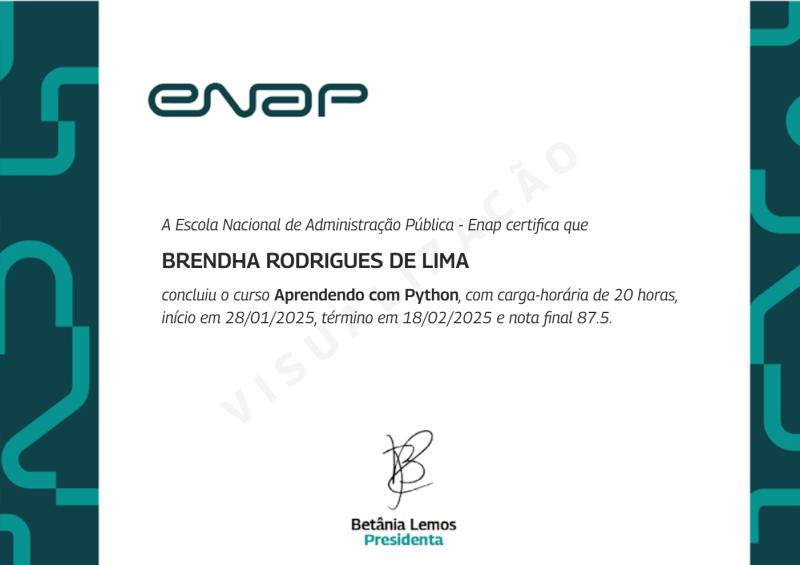 enap
A Escola Nacional de Administração Pública - Enap certifica que
BRENDHA RODRIGUES DE LIMA
concluiu o curso Aprendendo com Python, com carga-horária de 20 horas,
início em 28/01/2025, término em 18/02/2025 e nota final 87.5.
VISUALIZAÇÃO
Betânia Lemos
Presidenta